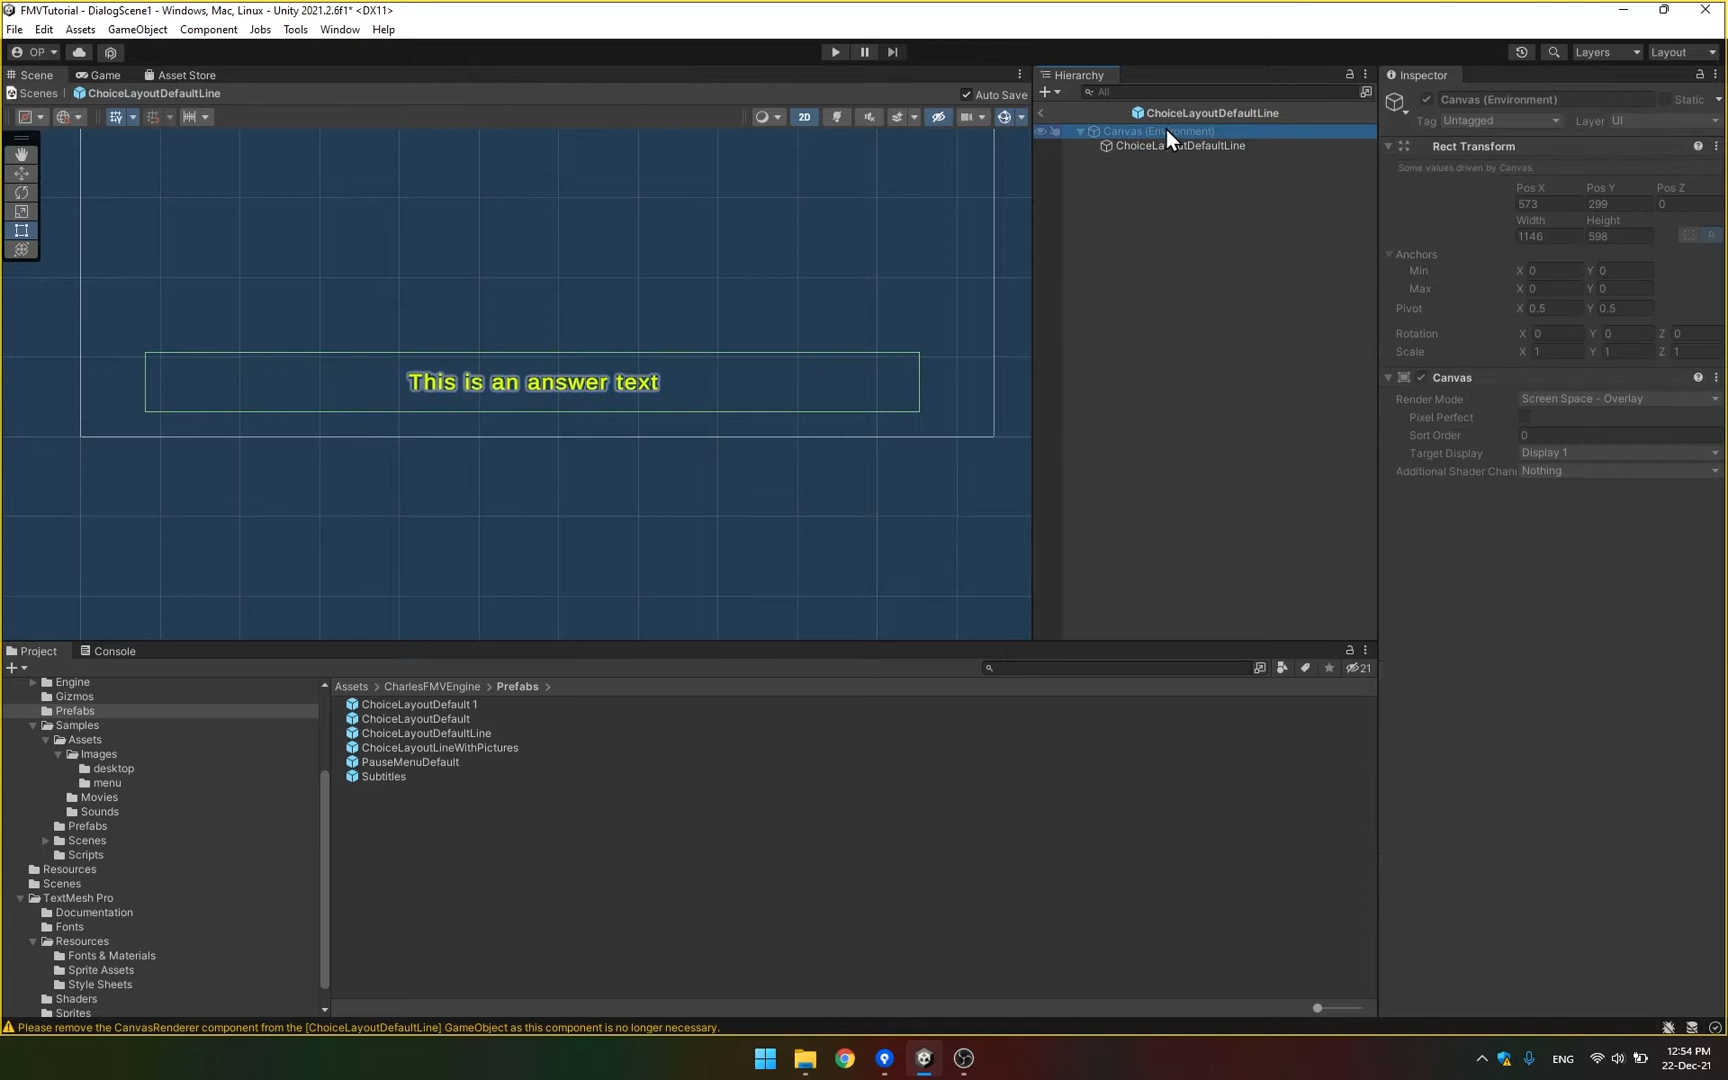 FMVTutorial - DialogScene1 - Windows, Mac, Linux - Unity 2021.2.6f1* <DX11>
File Edit Assets GameObject Component Jobs Tools Window Help
OP Layers Layout
Scene Game Asset Store
Scenes ChoiceLayoutDefaultLine Auto Save
2D
This is an answer text
Hierarchy
All
ChoiceLayoutDefaultLine
Canvas (Environment)
ChoiceLayoutDefaultLine
Inspector
Canvas (Environment) Static
Tag Untagged Layer UI
Rect Transform
Some values driven by Canvas.
Pos X Pos Y Pos Z
573 299 0
Width Height
1146 598 R
Anchors
Min X 0 Y 0
Max X 0 Y 0
Pivot X 0.5 Y 0.5
Rotation X 0 Y 0 Z 0
Scale X 1 Y 1 Z 1
Canvas
Render Mode Screen Space - Overlay
Pixel Perfect
Sort Order 0
Target Display Display 1
Additional Shader Chann Nothing
Project Console
21
Engine
Gizmos
Prefabs
Samples
Assets
Images
desktop
menu
Movies
Sounds
Prefabs
Scenes
Scripts
Resources
Scenes
TextMesh Pro
Documentation
Fonts
Resources
Fonts & Materials
Sprite Assets
Style Sheets
Shaders
Sprites
Assets > CharlesFMVEngine > Prefabs >
ChoiceLayoutDefault 1
ChoiceLayoutDefault
ChoiceLayoutDefaultLine
ChoiceLayoutLineWithPictures
PauseMenuDefault
Subtitles
Please remove the CanvasRenderer component from the [ChoiceLayoutDefaultLine] GameObject as this component is no longer necessary.
ENG 12:54 PM
22-Dec-21